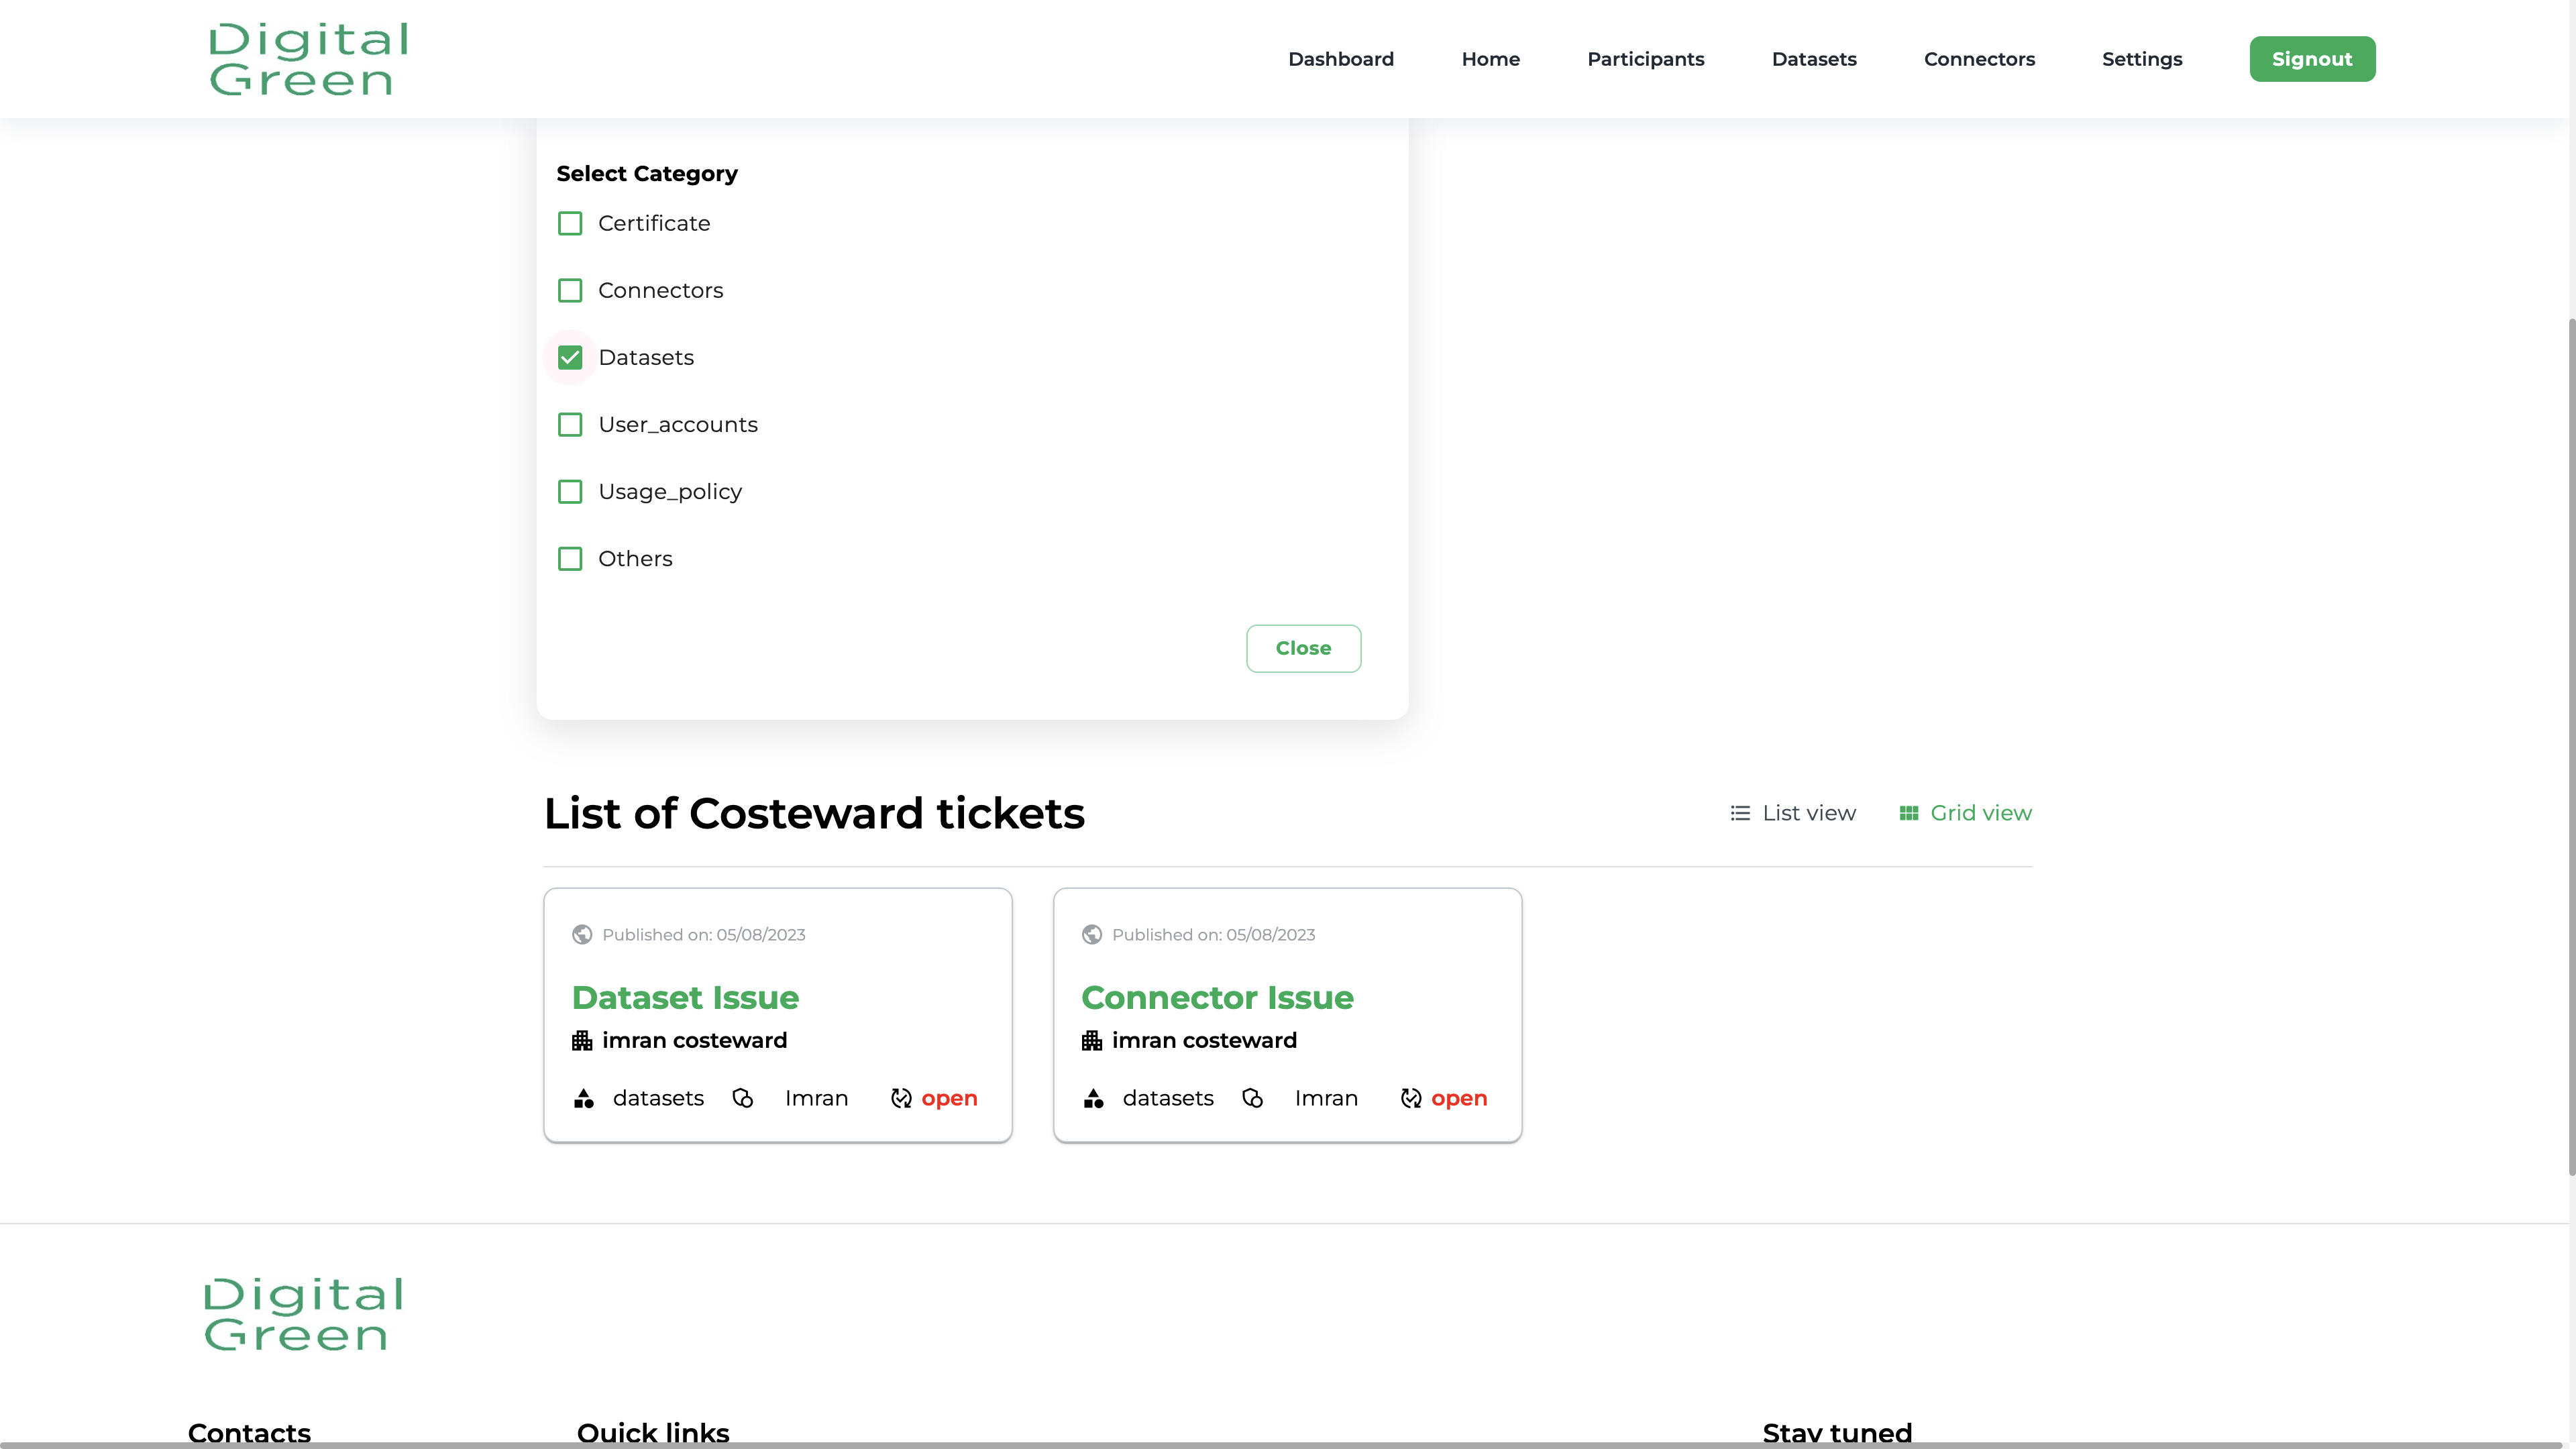 Digital
Green
Dashboard Home Participants Datasets Connectors Settings Signout
Select Category
Certificate
Connectors
Datasets
User_accounts
Usage_policy
Others
Close
List of Costeward tickets
List view Grid view
Published on: 05/08/2023
Dataset Issue
imran costeward
datasets Imran open
Published on: 05/08/2023
Connector Issue
imran costeward
datasets Imran open
Digital
Green
Contacts Quick links Stay tuned